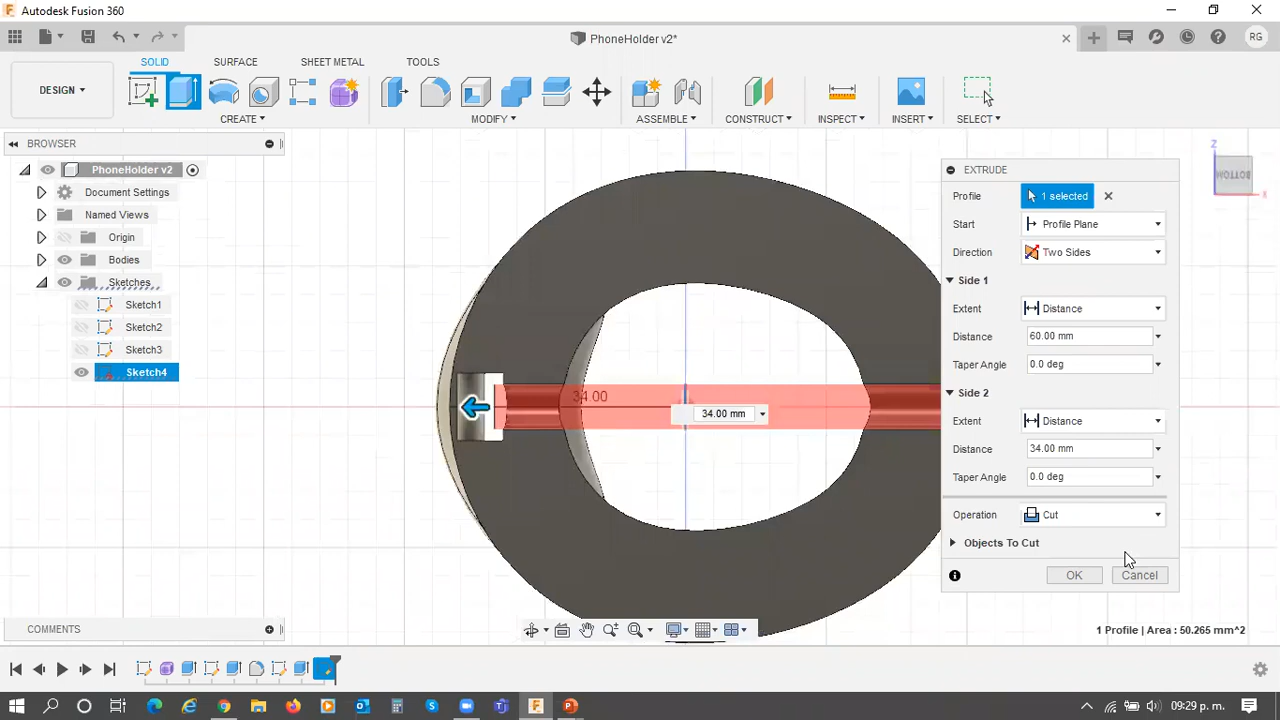 Autodesk Fusion 360
PhoneHolder v2*
RG
DESIGN
SOLID SURFACE SHEET METAL TOOLS
CREATE MODIFY ASSEMBLE CONSTRUCT INSPECT INSERT SELECT
BROWSER
PhoneHolder v2
Document Settings
Named Views
Origin
Bodies
Sketches
Sketch1
Sketch2
Sketch3
Sketch4
34.00
34.00 mm
Z
BOTTOM
X
EXTRUDE
Profile 1 selected
Start Profile Plane
Direction Two Sides
Side 1
Extent Distance
Distance 60.00 mm
Taper Angle 0.0 deg
Side 2
Extent Distance
Distance 34.00 mm
Taper Angle 0.0 deg
Operation Cut
Objects To Cut
OK Cancel
1 Profile | Area : 50.265 mm^2
COMMENTS
09:29 p. m.